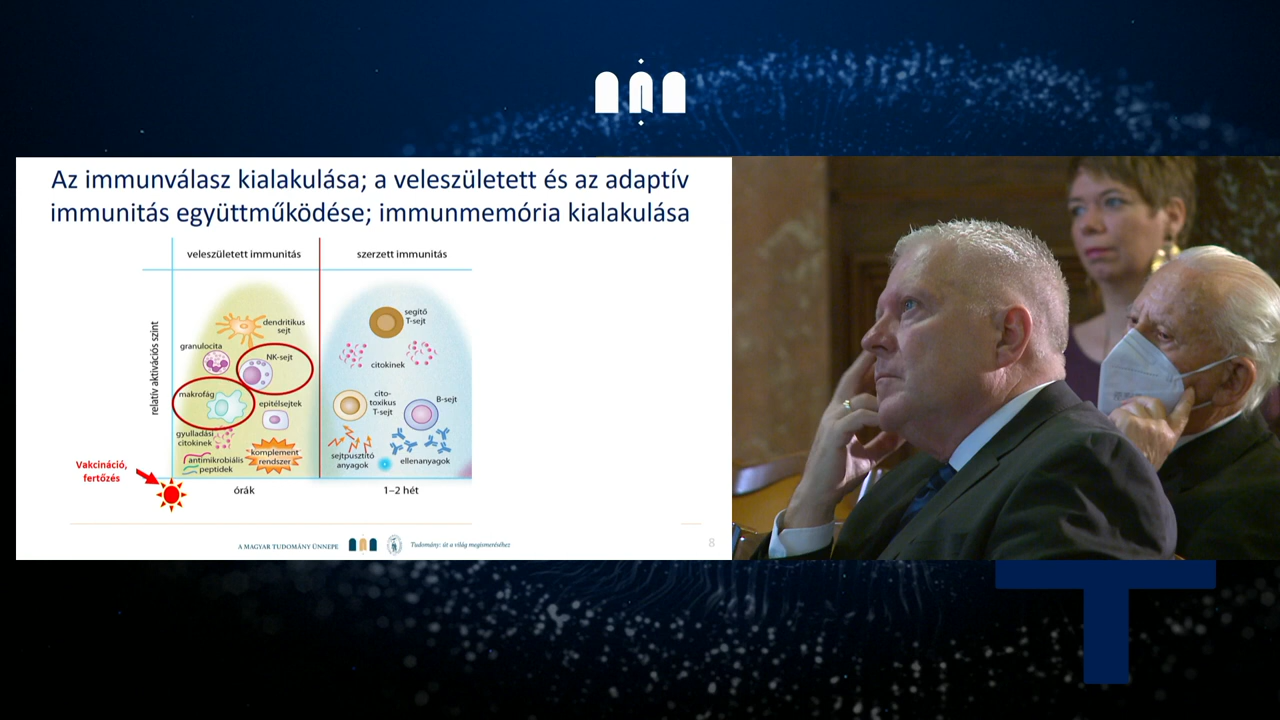 Az immunválasz kialakulása; a veleszületett és az adaptív
immunitás együttműködése; immunmemória kialakulása
veleszületett immunitás
szerzett immunitás
relatív aktivációs szint
dendritikus
sejt
granulocita
NK-sejt
makrofág
epitélsejtek
gyulladási
citokinek
antimikrobiális
peptidek
komplement
rendszer
segítő
T-sejt
citokinek
cito-
toxikus
T-sejt
B-sejt
sejtpusztító
anyagok
ellenanyagok
Vakcináció,
fertőzés
órák
1–2 hét
A MAGYAR TUDOMÁNY ÜNNEPE
Tudomány: út a világ megismeréséhez
8
T